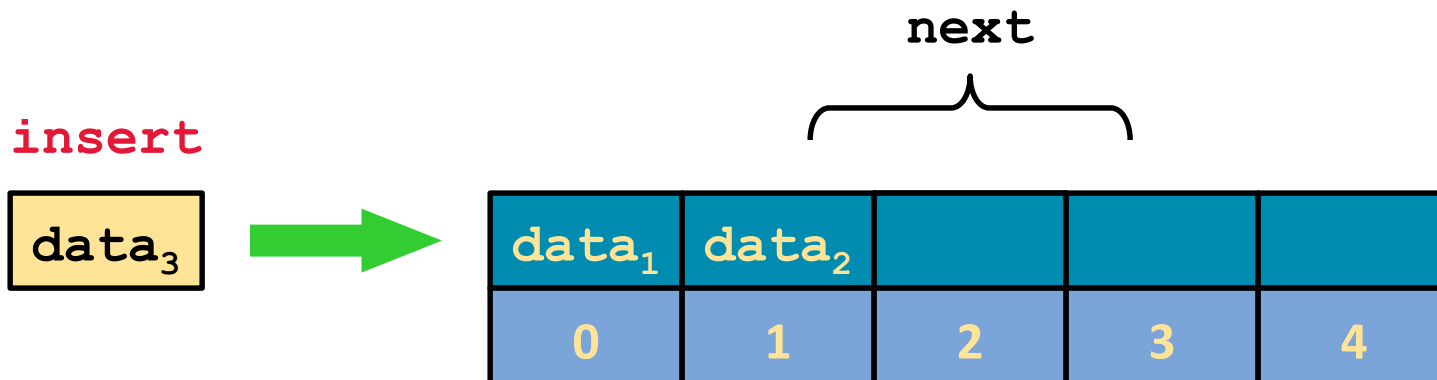 next
insert
data₃
data₁ data₂
0 1 2 3 4